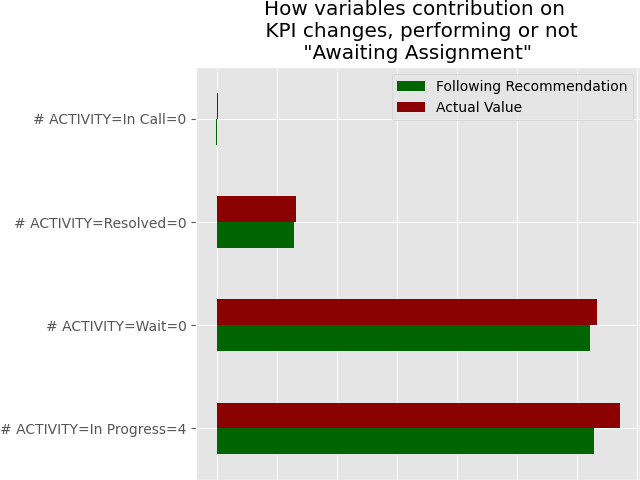 How variables contribution on
KPI changes, performing or not
"Awaiting Assignment"
Following Recommendation
Actual Value
# ACTIVITY=In Call=0
# ACTIVITY=Resolved=0
# ACTIVITY=Wait=0
# ACTIVITY=In Progress=4